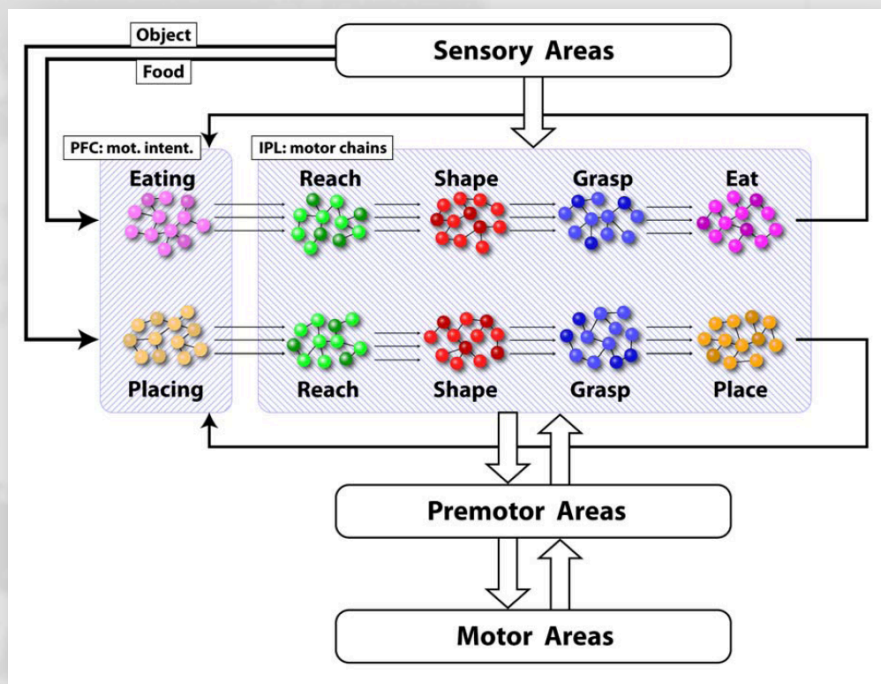 Object
Sensory Areas
Food
PFC: mot. intent.
IPL: motor chains
Eating
Reach
Shape
Grasp
Eat
Placing
Reach
Shape
Grasp
Place
Premotor Areas
Motor Areas